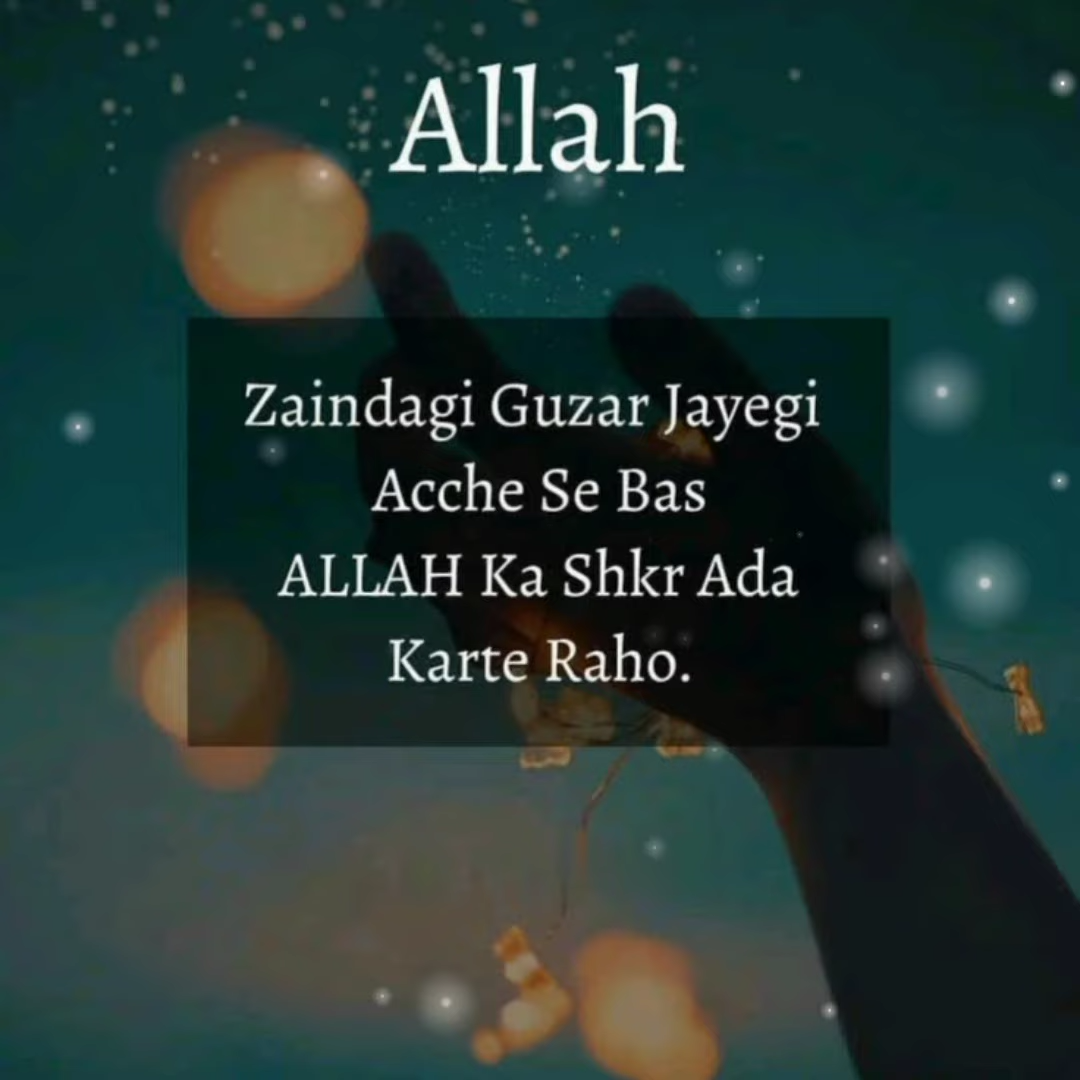 Allah
Zaindagi Guzar Jayegi
Acche Se Bas
ALLAH Ka Shkr Ada
Karte Raho.